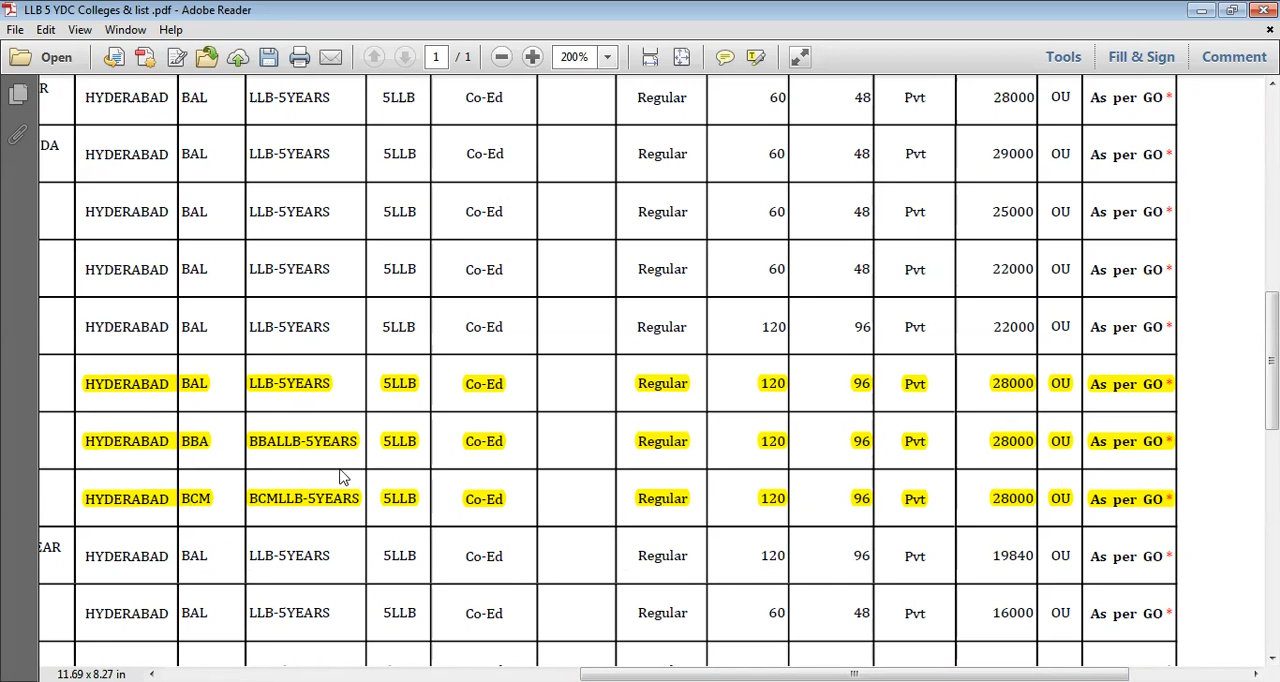 LLB 5 YDC Colleges & list .pdf - Adobe Reader
File Edit View Window Help
Open 1 / 1 200% Tools Fill & Sign Comment
R HYDERABAD BAL LLB-5YEARS 5LLB Co-Ed Regular 60 48 Pvt 28000 OU As per GO *
DA HYDERABAD BAL LLB-5YEARS 5LLB Co-Ed Regular 60 48 Pvt 29000 OU As per GO *
HYDERABAD BAL LLB-5YEARS 5LLB Co-Ed Regular 60 48 Pvt 25000 OU As per GO *
HYDERABAD BAL LLB-5YEARS 5LLB Co-Ed Regular 60 48 Pvt 22000 OU As per GO *
HYDERABAD BAL LLB-5YEARS 5LLB Co-Ed Regular 120 96 Pvt 22000 OU As per GO *
HYDERABAD BAL LLB-5YEARS 5LLB Co-Ed Regular 120 96 Pvt 28000 OU As per GO *
HYDERABAD BBA BBALLB-5YEARS 5LLB Co-Ed Regular 120 96 Pvt 28000 OU As per GO *
HYDERABAD BCM BCMLLB-5YEARS 5LLB Co-Ed Regular 120 96 Pvt 28000 OU As per GO *
EAR HYDERABAD BAL LLB-5YEARS 5LLB Co-Ed Regular 120 96 Pvt 19840 OU As per GO *
HYDERABAD BAL LLB-5YEARS 5LLB Co-Ed Regular 60 48 Pvt 16000 OU As per GO *
11.69 x 8.27 in